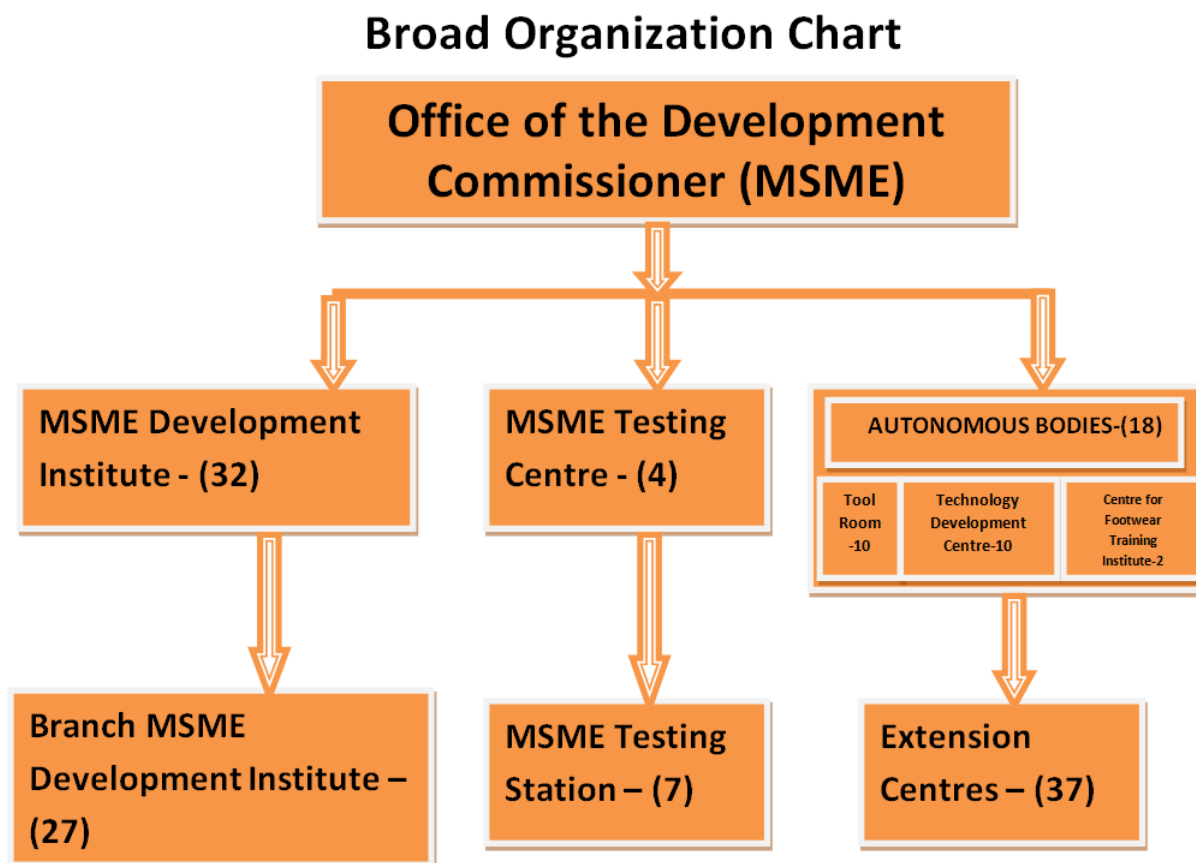 Broad Organization Chart
Office of the Development
Commissioner (MSME)
MSME Development
Institute - (32)
MSME Testing
Centre - (4)
AUTONOMOUS BODIES-(18)
Tool
Room
-10
Technology
Development
Centre-10
Centre for
Footwear
Training
Institute-2
Branch MSME
Development Institute –
(27)
MSME Testing
Station – (7)
Extension
Centres – (37)